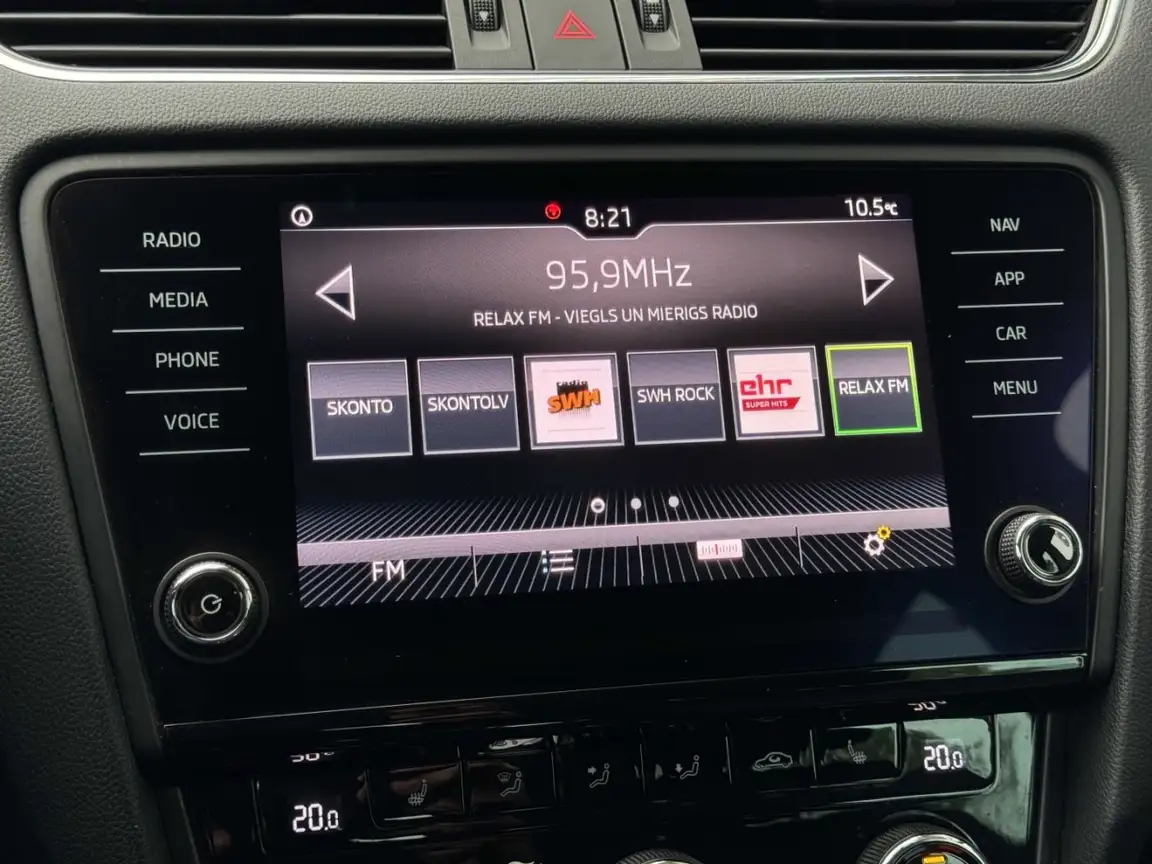 8:21
10.5°C
RADIO
MEDIA
PHONE
VOICE
95,9MHz
RELAX FM - VIEGLS UN MIERIGS RADIO
SKONTO
SKONTOLV
radio
SWH
SWH ROCK
ehr
SUPER HITS
RELAX FM
FM
NAV
APP
CAR
MENU
20.0
20.0